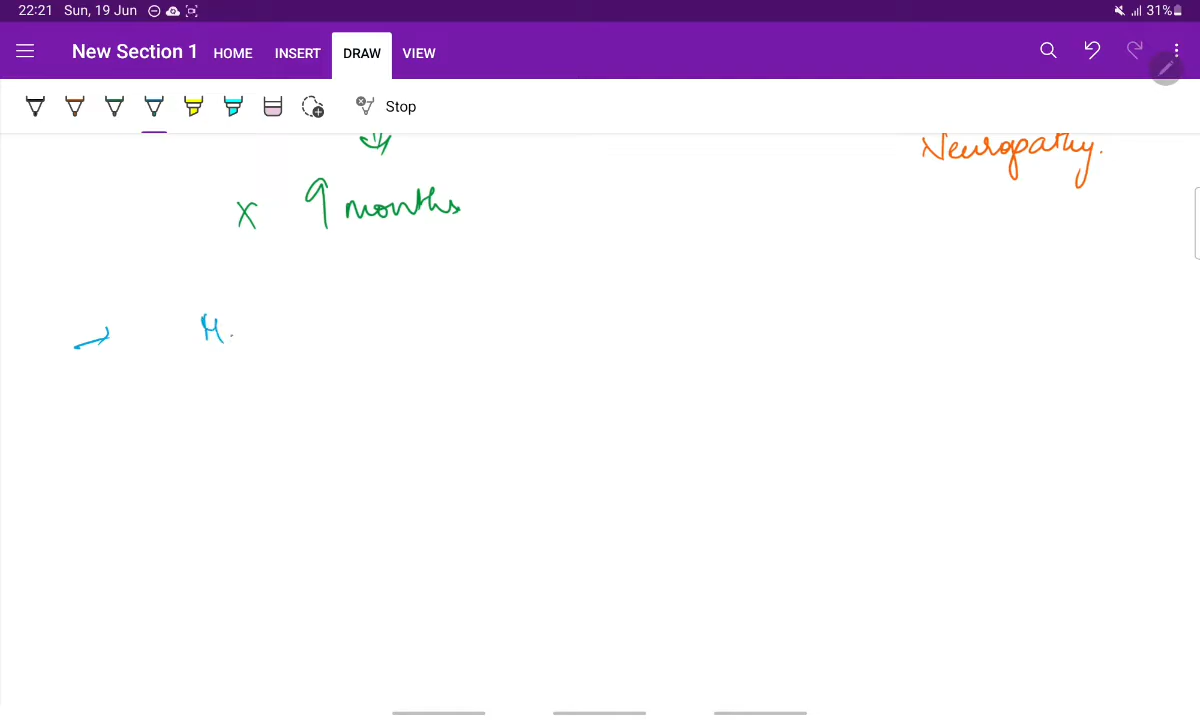 22:21 Sun, 19 Jun 31%
New Section 1 HOME INSERT DRAW VIEW
Stop
Neuropathy.
x 9 months
→ M.